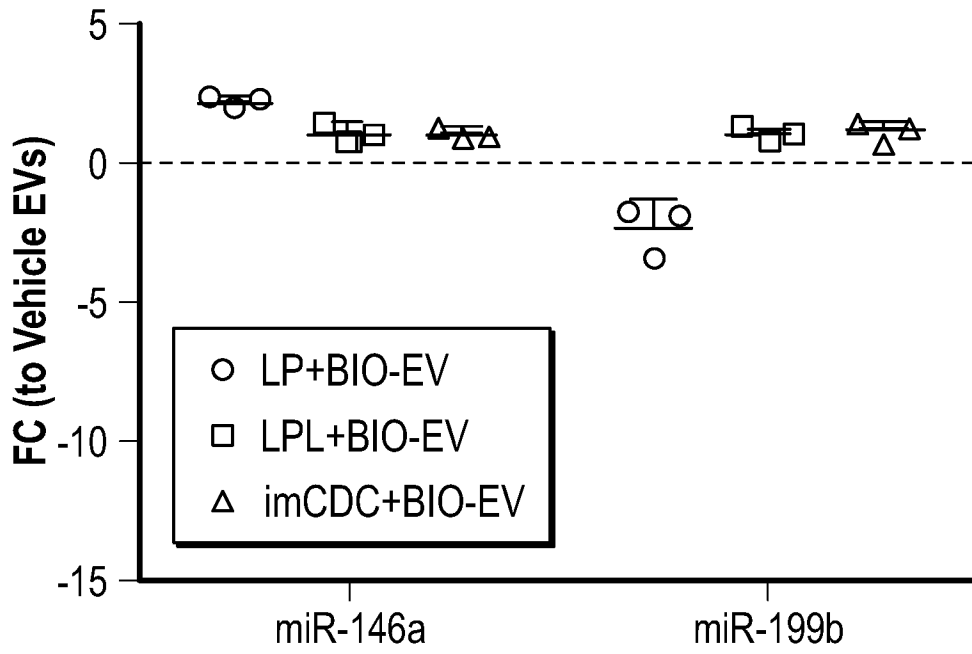 FC (to Vehicle EVs)
5
0
-5
-10
-15
LP+BIO-EV
LPL+BIO-EV
imCDC+BIO-EV
miR-146a
miR-199b